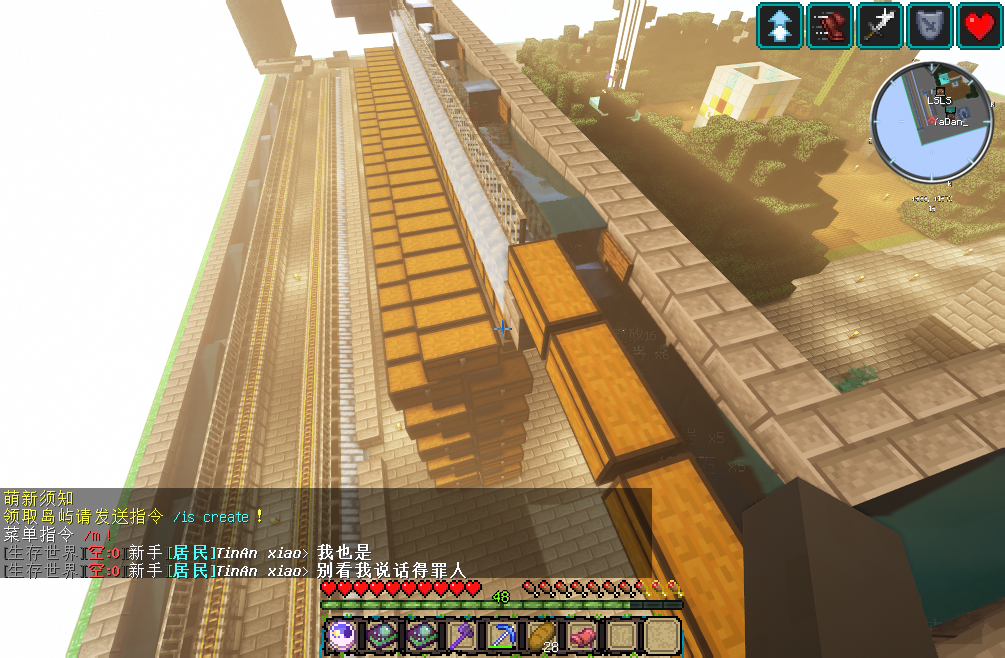 LSLS
YaDan_
x5
x5
萌新须知
领取岛屿请发送指令 /is create！
菜单指令 /m！
[生存世界][空:0]新手[居民]TinAn xiao> 我也是
[生存世界][空:0]新手[居民]TinAn xiao> 别看我说话得罪人
48
28